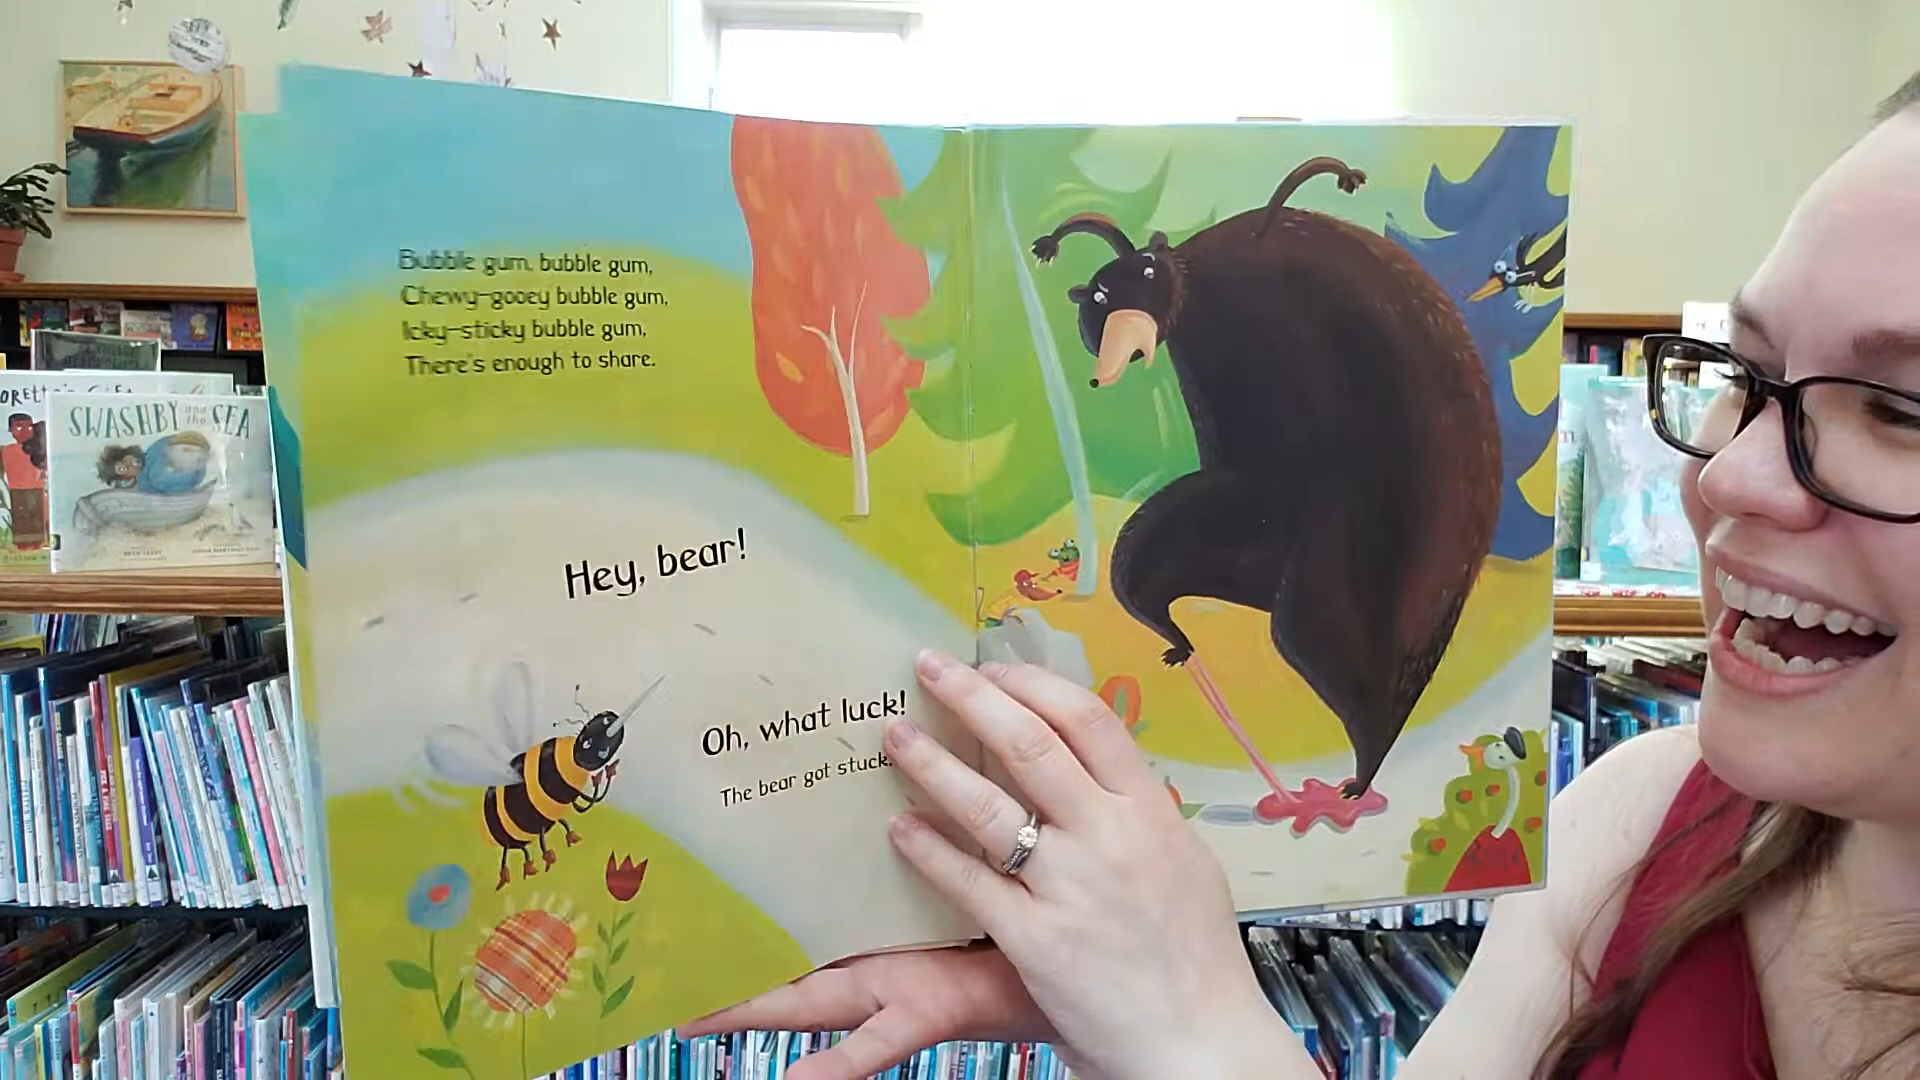 Bubble gum, bubble gum,
Chewy-gooey bubble gum,
Icky-sticky bubble gum,
There's enough to share.
Hey, bear!
Oh, what luck!
The bear got stuck.
SWASHBY and the SEA